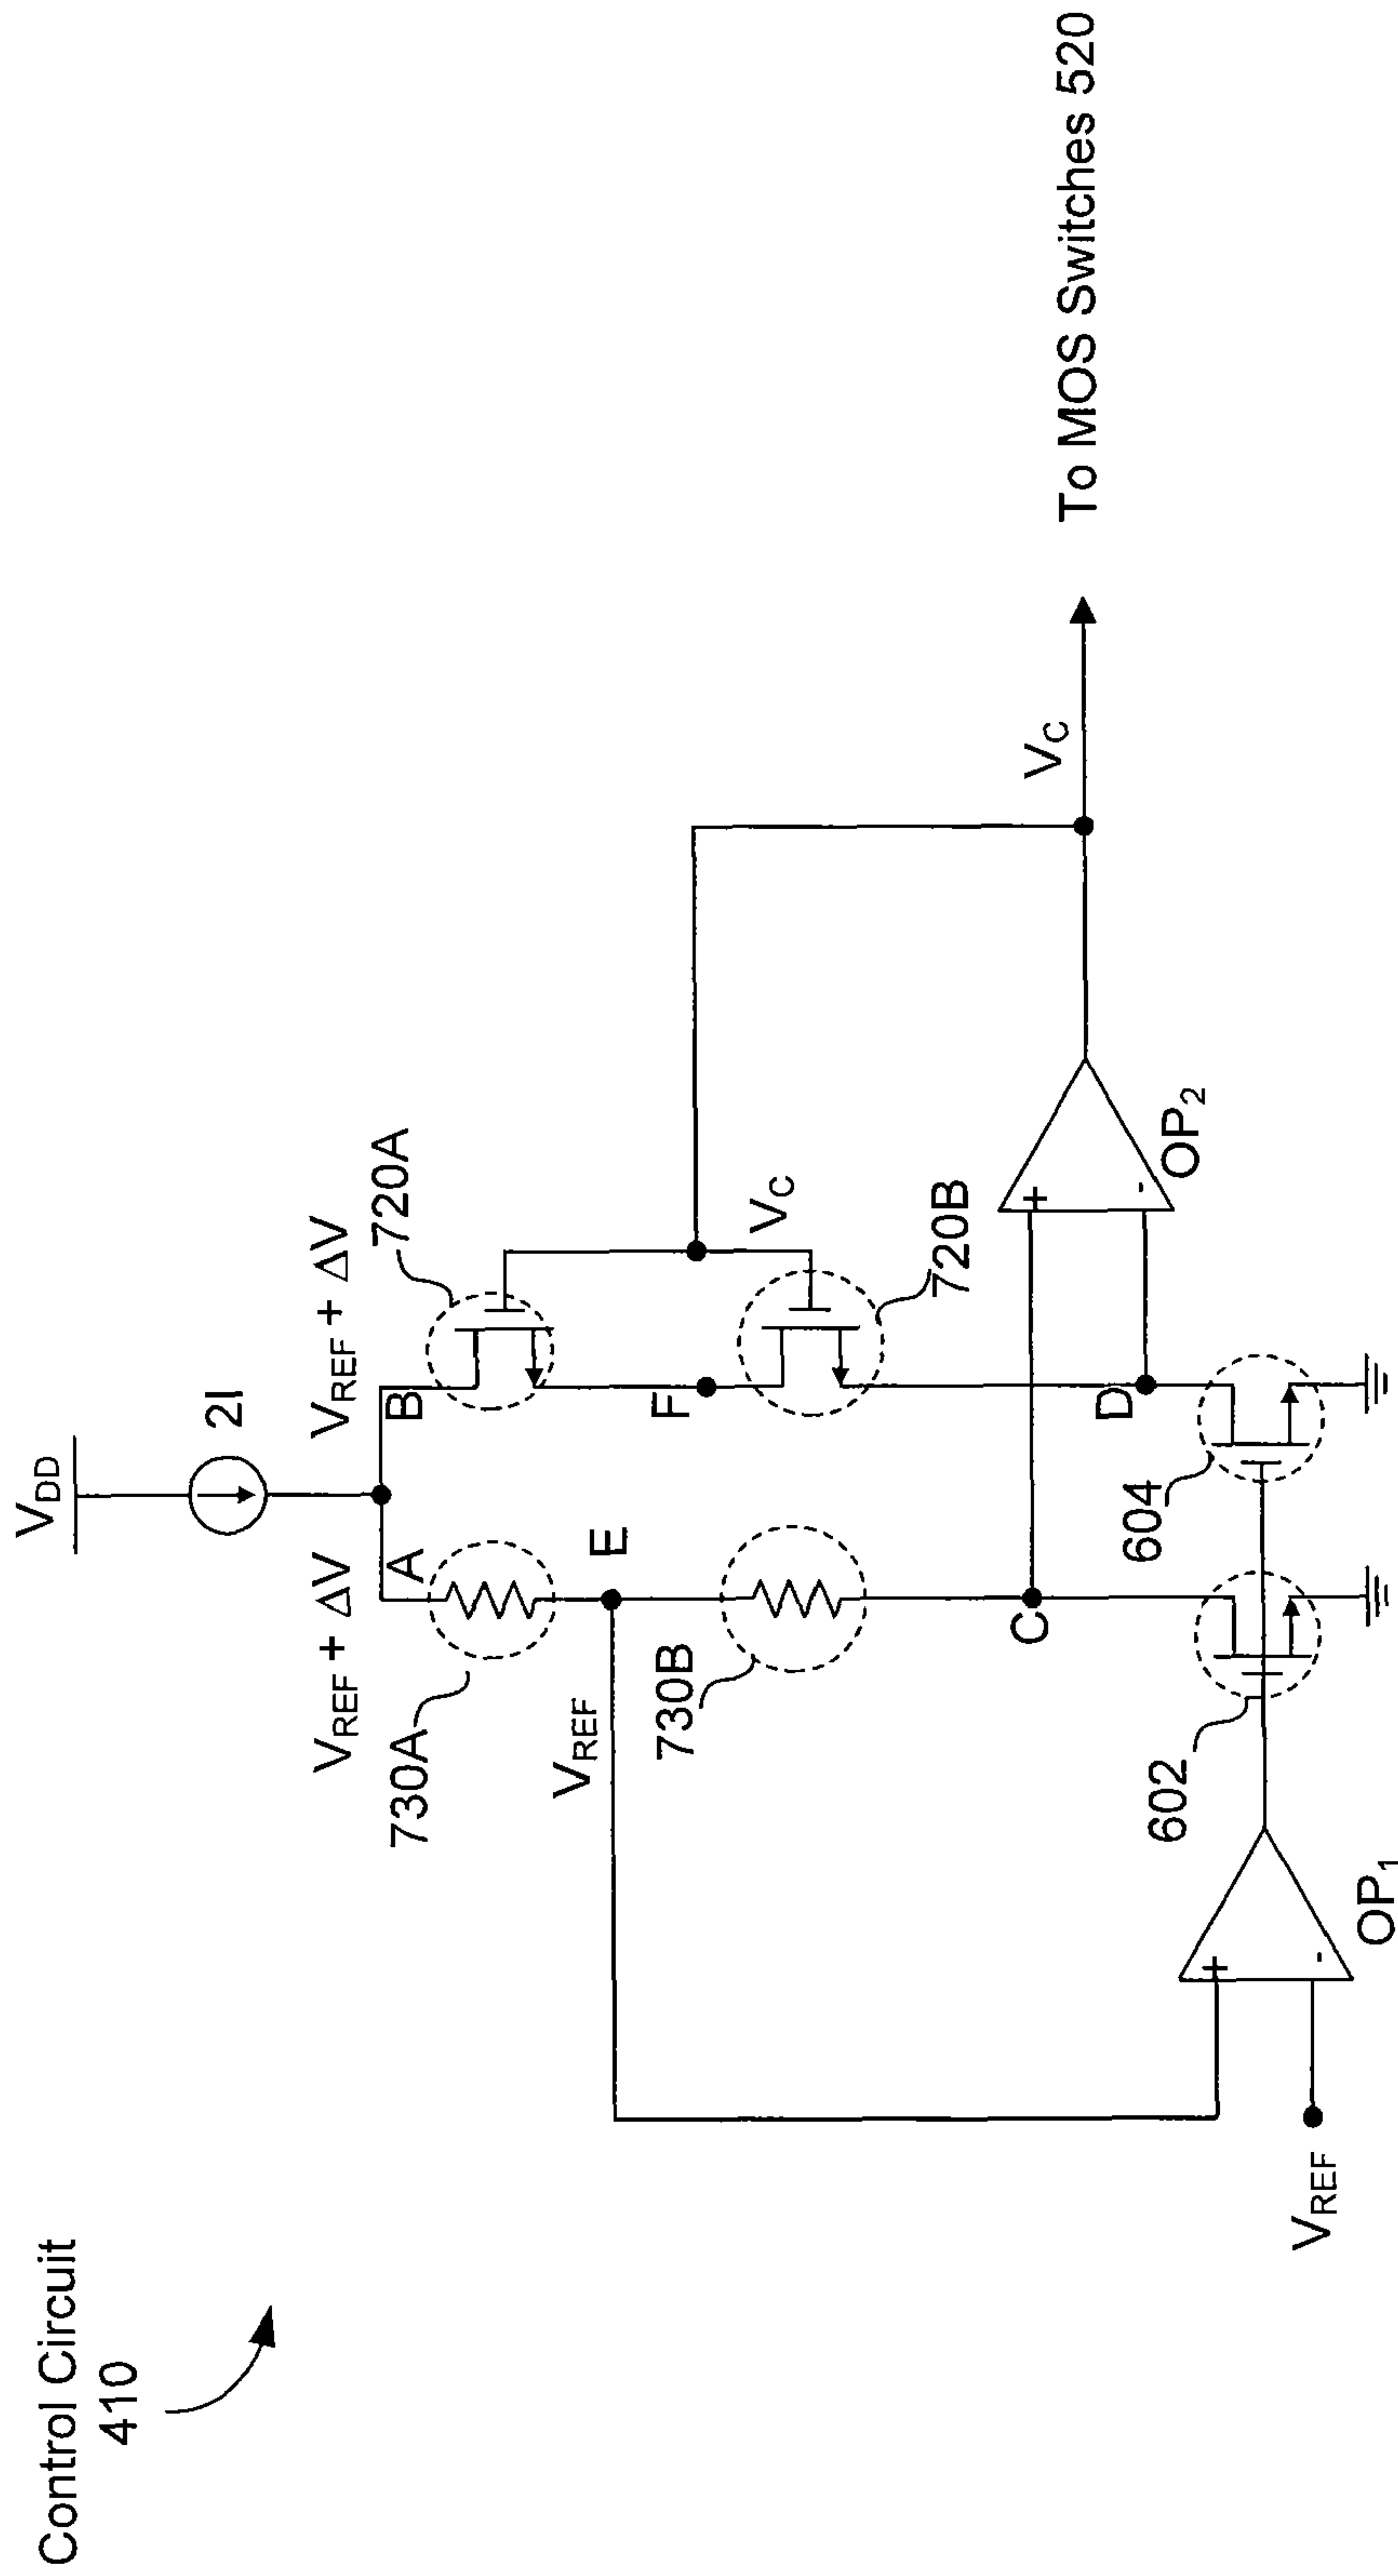 Control Circuit
410
V_DD
2I
V_REF + ΔV
V_REF + ΔV
A
B
730A
720A
V_REF
E
F
V_C
730B
720B
V_C
C
D
To MOS Switches 520
+
-
OP_2
602
604
+
-
OP_1
V_REF